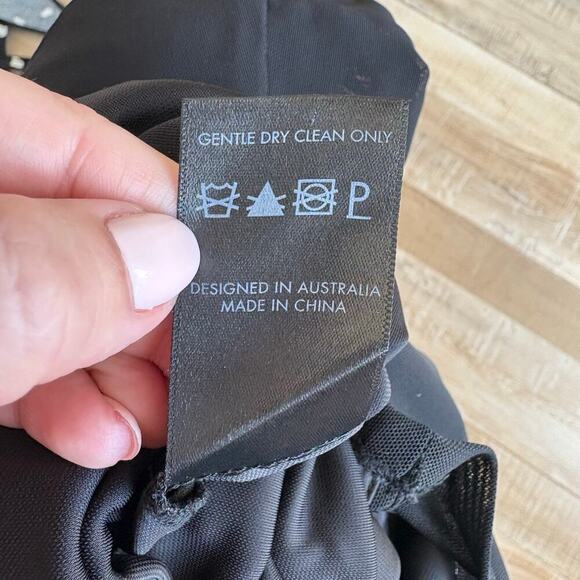 GENTLE DRY CLEAN ONLY
P
DESIGNED IN AUSTRALIA
MADE IN CHINA